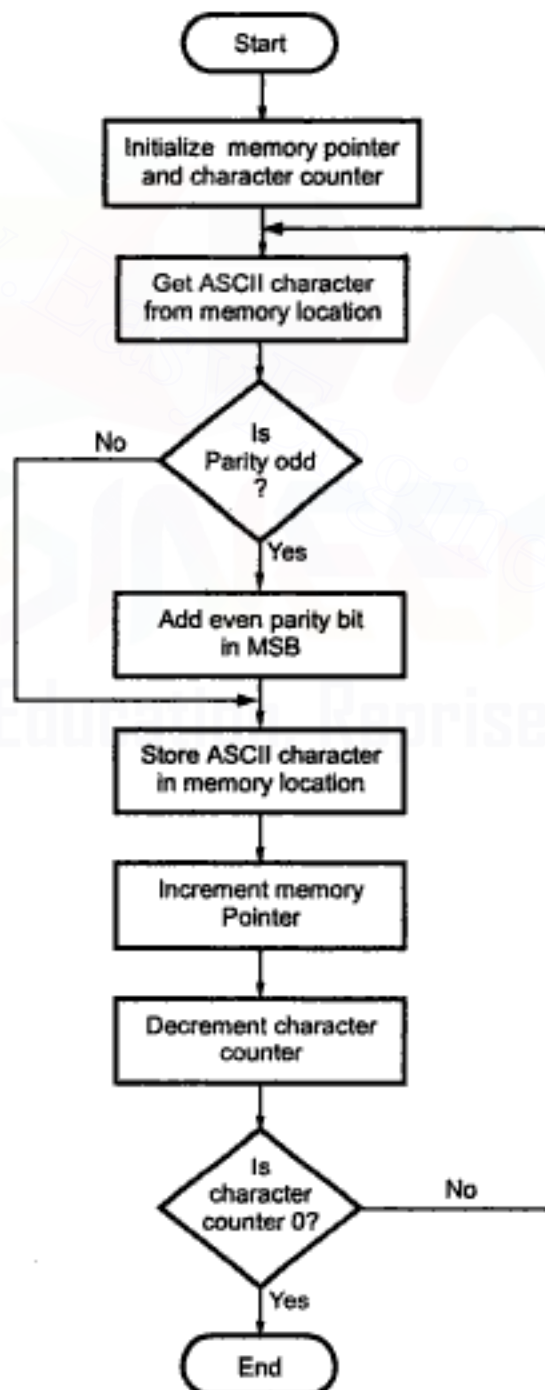 Start
Initialize memory pointer
and character counter
Get ASCII character
from memory location
Is
Parity odd
?
No
Yes
Add even parity bit
in MSB
Store ASCII character
in memory location
Increment memory
Pointer
Decrement character
counter
Is
character
counter 0?
No
Yes
End